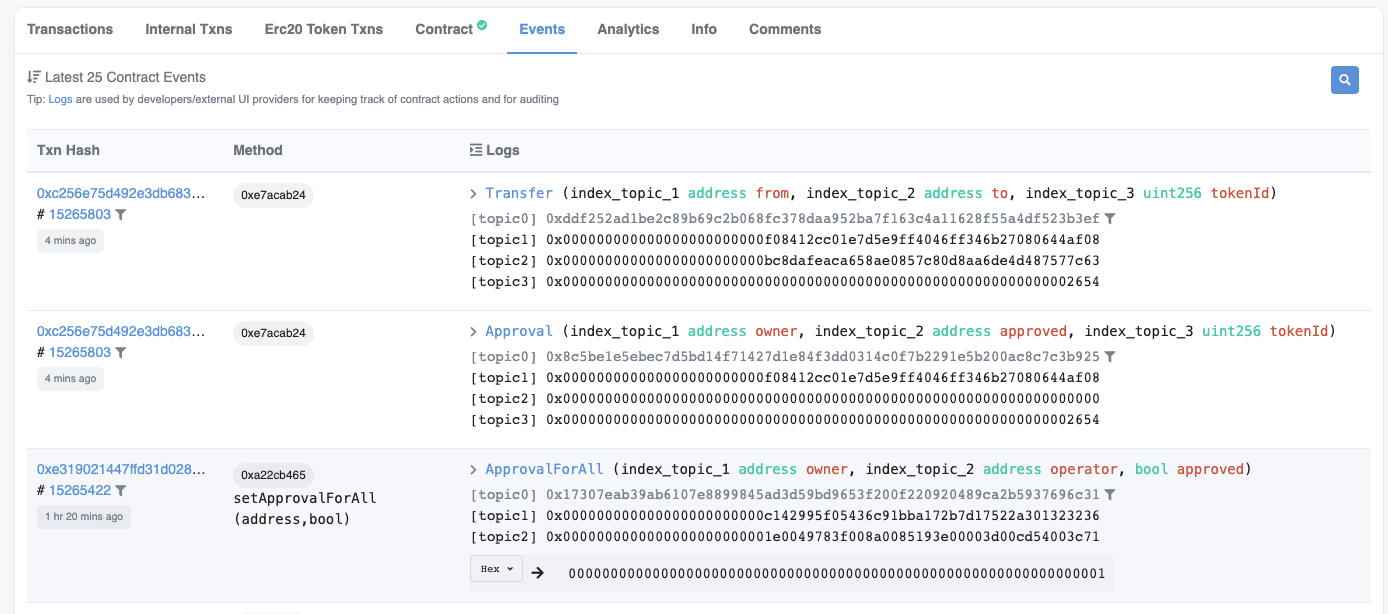 Transactions Internal Txns Erc20 Token Txns Contract Events Analytics Info Comments
Latest 25 Contract Events
Tip: Logs are used by developers/external UI providers for keeping track of contract actions and for auditing
Txn Hash Method Logs
0xc256e75d492e3db683... 0xe7acab24 > Transfer (index_topic_1 address from, index_topic_2 address to, index_topic_3 uint256 tokenId)
# 15265803 [topic0] 0xddf252ad1be2c89b69c2b068fc378daa952ba7f163c4a11628f55a4df523b3ef
4 mins ago [topic1] 0x000000000000000000000000f08412cc01e7d5e9ff4046ff346b27080644af08
[topic2] 0x000000000000000000000000bc8dafeaca658ae0857c80d8aa6de4d487577c63
[topic3] 0x0000000000000000000000000000000000000000000000000000000000002654
0xc256e75d492e3db683... 0xe7acab24 > Approval (index_topic_1 address owner, index_topic_2 address approved, index_topic_3 uint256 tokenId)
# 15265803 [topic0] 0x8c5be1e5ebec7d5bd14f71427d1e84f3dd0314c0f7b2291e5b200ac8c7c3b925
4 mins ago [topic1] 0x000000000000000000000000f08412cc01e7d5e9ff4046ff346b27080644af08
[topic2] 0x0000000000000000000000000000000000000000000000000000000000000000
[topic3] 0x0000000000000000000000000000000000000000000000000000000000002654
0xe319021447ffd31d028... 0xa22cb465 > ApprovalForAll (index_topic_1 address owner, index_topic_2 address operator, bool approved)
# 15265422 setApprovalForAll [topic0] 0x17307eab39ab6107e8899845ad3d59bd9653f200f220920489ca2b5937696c31
1 hr 20 mins ago (address,bool) [topic1] 0x000000000000000000000000c142995f05436c91bba172b7d17522a301323236
[topic2] 0x0000000000000000000000001e0049783f008a0085193e00003d00cd54003c71
Hex → 0000000000000000000000000000000000000000000000000000000000000001